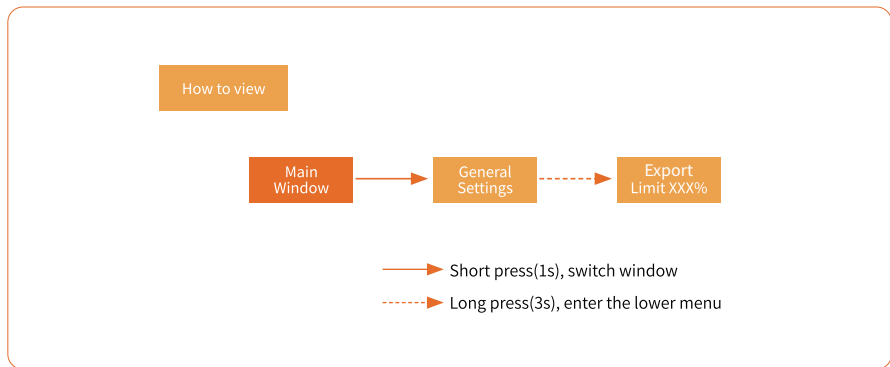 How to view
Main
Window
General
Settings
Export
Limit XXX%
Short press(1s), switch window
Long press(3s), enter the lower menu